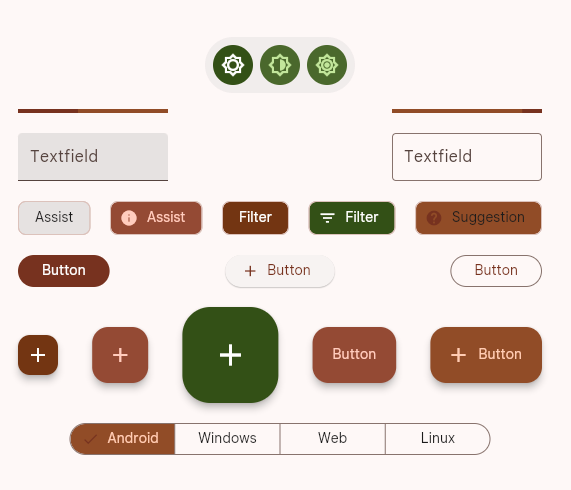 Textfield Textfield
Assist Assist Filter Filter Suggestion
Button Button Button
Button Button
Android Windows Web Linux